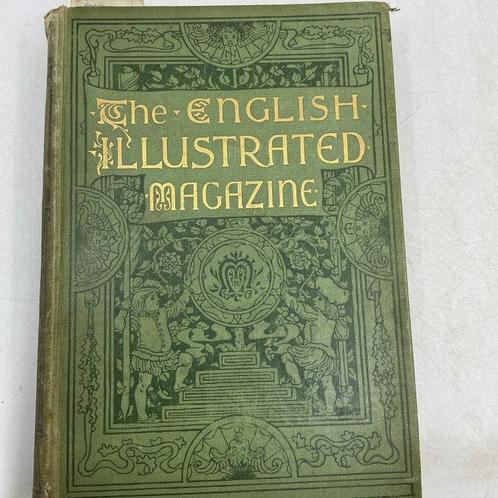 The · ENGLISH ·
ILLUSTRATED ·
· MAGAZINE ·